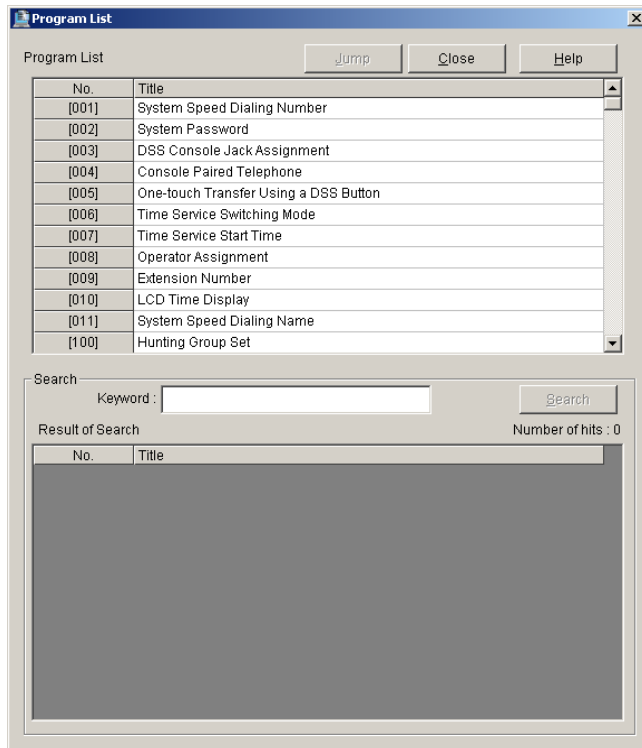 Program List
Program List Jump Close Help
No. Title
[001] System Speed Dialing Number
[002] System Password
[003] DSS Console Jack Assignment
[004] Console Paired Telephone
[005] One-touch Transfer Using a DSS Button
[006] Time Service Switching Mode
[007] Time Service Start Time
[008] Operator Assignment
[009] Extension Number
[010] LCD Time Display
[011] System Speed Dialing Name
[100] Hunting Group Set
Search
Keyword : Search
Result of Search Number of hits : 0
No. Title